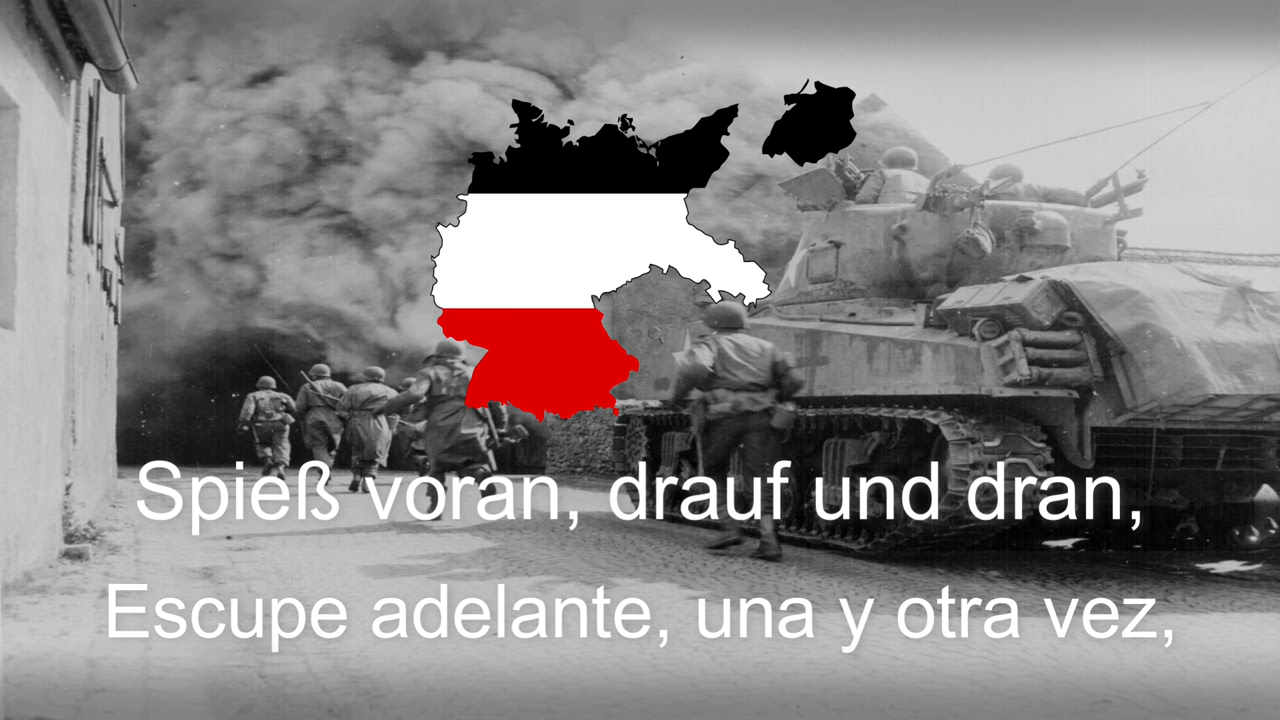 Spieß voran, drauf und dran,
Escupe adelante, una y otra vez,